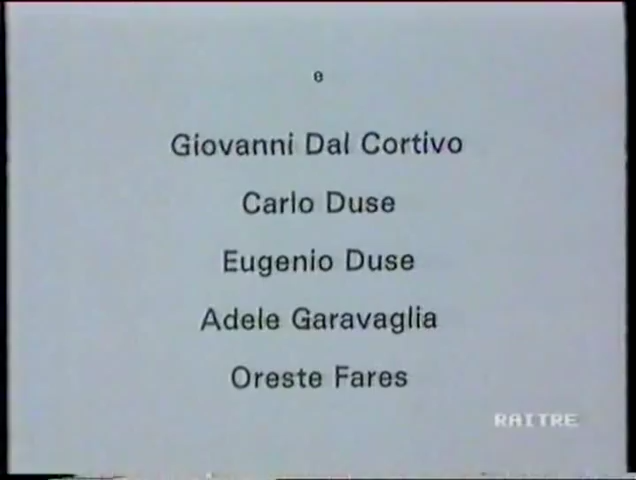 e
Giovanni Dal Cortivo
Carlo Duse
Eugenio Duse
Adele Garavaglia
Oreste Fares
RAITRE